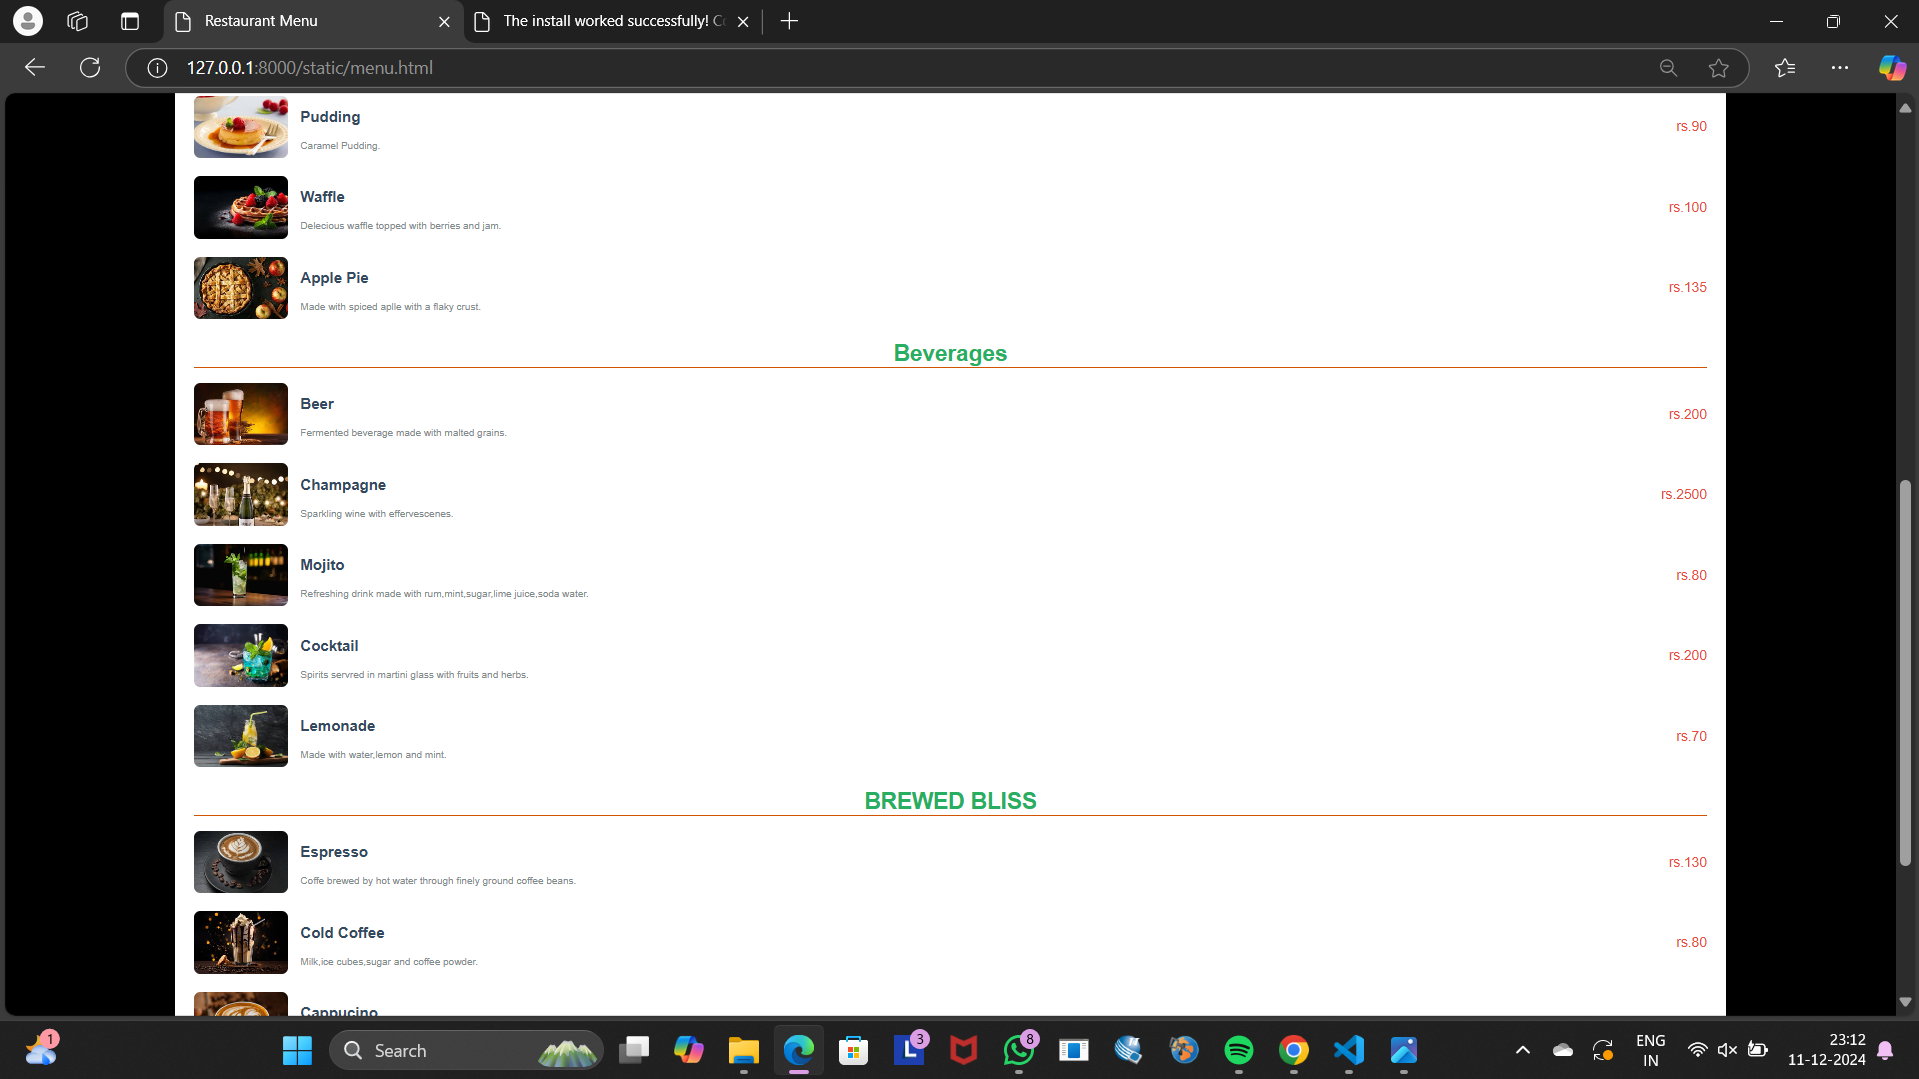 Restaurant Menu
The install worked successfully! Co
127.0.0.1:8000/static/menu.html
Pudding
Caramel Pudding.
rs.90
Waffle
Delecious waffle topped with berries and jam.
rs.100
Apple Pie
Made with spiced aplle with a flaky crust.
rs.135
Beverages
Beer
Fermented beverage made with malted grains.
rs.200
Champagne
Sparkling wine with effervescenes.
rs.2500
Mojito
Refreshing drink made with rum,mint,sugar,lime juice,soda water.
rs.80
Cocktail
Spirits servred in martini glass with fruits and herbs.
rs.200
Lemonade
Made with water,lemon and mint.
rs.70
BREWED BLISS
Espresso
Coffe brewed by hot water through finely ground coffee beans.
rs.130
Cold Coffee
Milk,ice cubes,sugar and coffee powder.
rs.80
Cappucino
1
Search
L
3
8
ENG
IN
23:12
11-12-2024